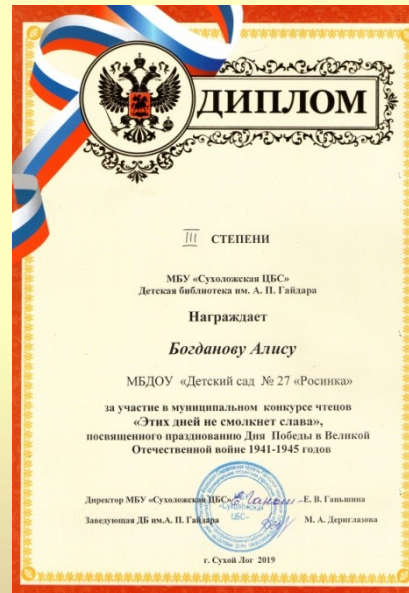 ДИПЛОМ
III СТЕПЕНИ
МБУ «Сухоложская ЦБС»
Детская библиотека им. А. П. Гайдара
Награждает
Богданову Алису
МБДОУ «Детский сад № 27 «Росинка»
за участие в муниципальном конкурсе чтецов
«Этих дней не смолкнет слава»,
посвященного празднованию Дня Победы в Великой
Отечественной войне 1941-1945 годов
Директор МБУ «Сухоложская ЦБС» Е. В. Ганьшина
Заведующая ДБ им.А. П. Гайдара М. А. Дериглазова
«Сухоложская
ЦБС»
г. Сухой Лог 2019